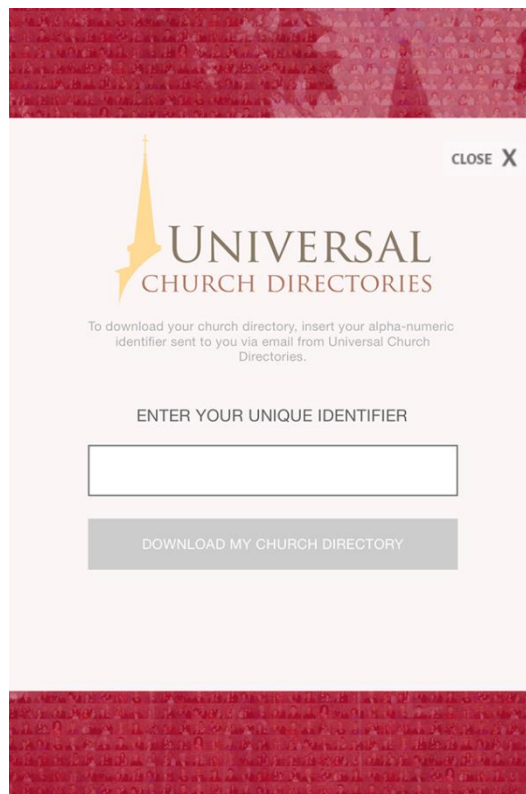 CLOSE X
UNIVERSAL
CHURCH DIRECTORIES
To download your church directory, insert your alpha-numeric
identifier sent to you via email from Universal Church
Directories.
ENTER YOUR UNIQUE IDENTIFIER
DOWNLOAD MY CHURCH DIRECTORY